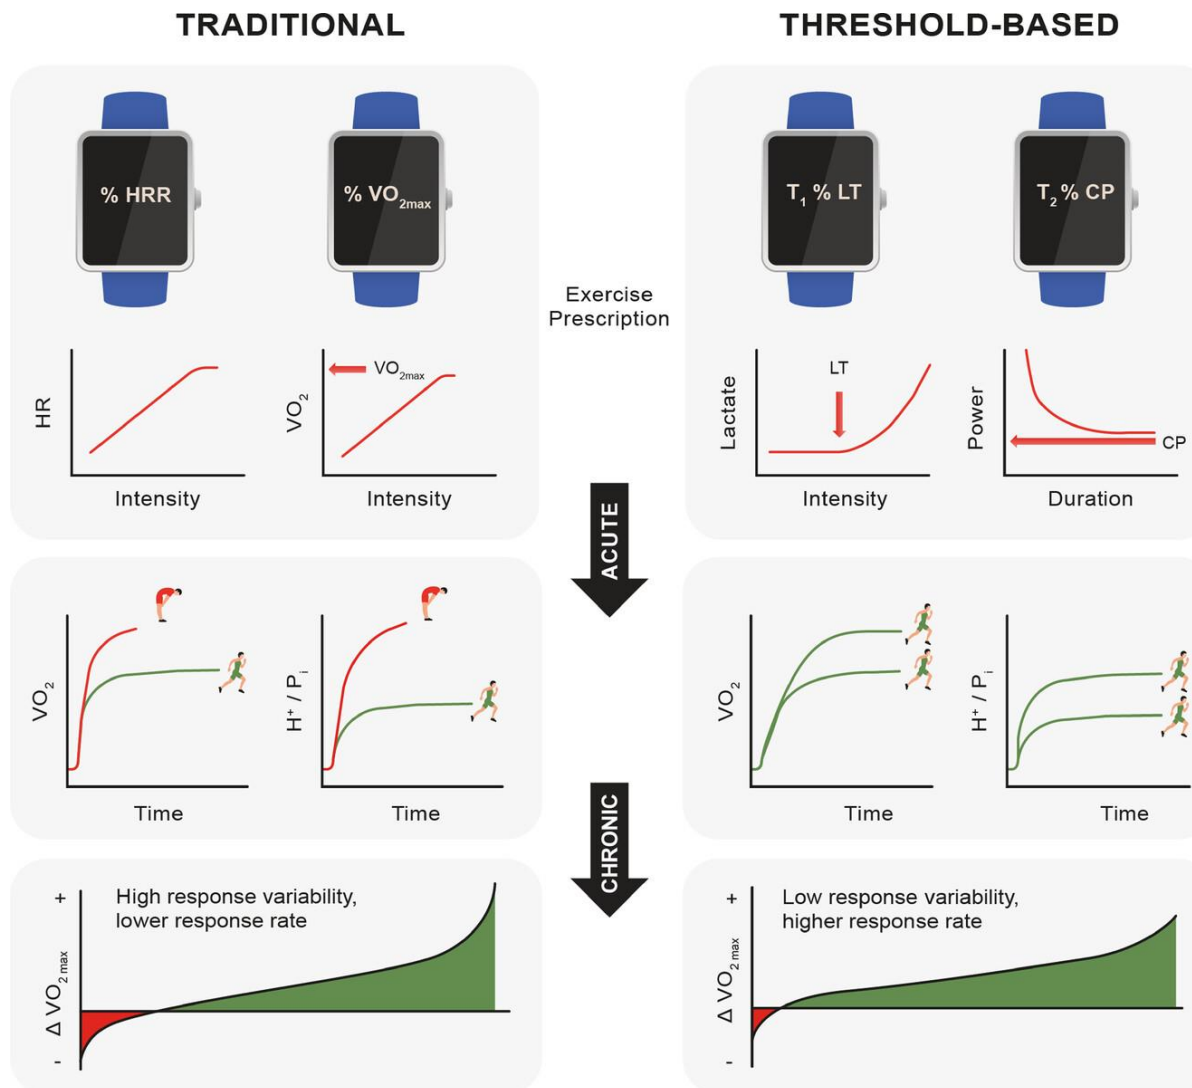 TRADITIONAL
THRESHOLD-BASED
% HRR
% VO2max
T1 % LT
T2 % CP
Exercise
Prescription
HR
Intensity
VO2
VO2max
Intensity
Lactate
LT
Intensity
Power
CP
Duration
ACUTE
VO2
Time
H+ / Pi
Time
VO2
Time
H+ / Pi
Time
CHRONIC
+
High response variability,
lower response rate
Δ VO2 max
-
+
Low response variability,
higher response rate
Δ VO2 max
-